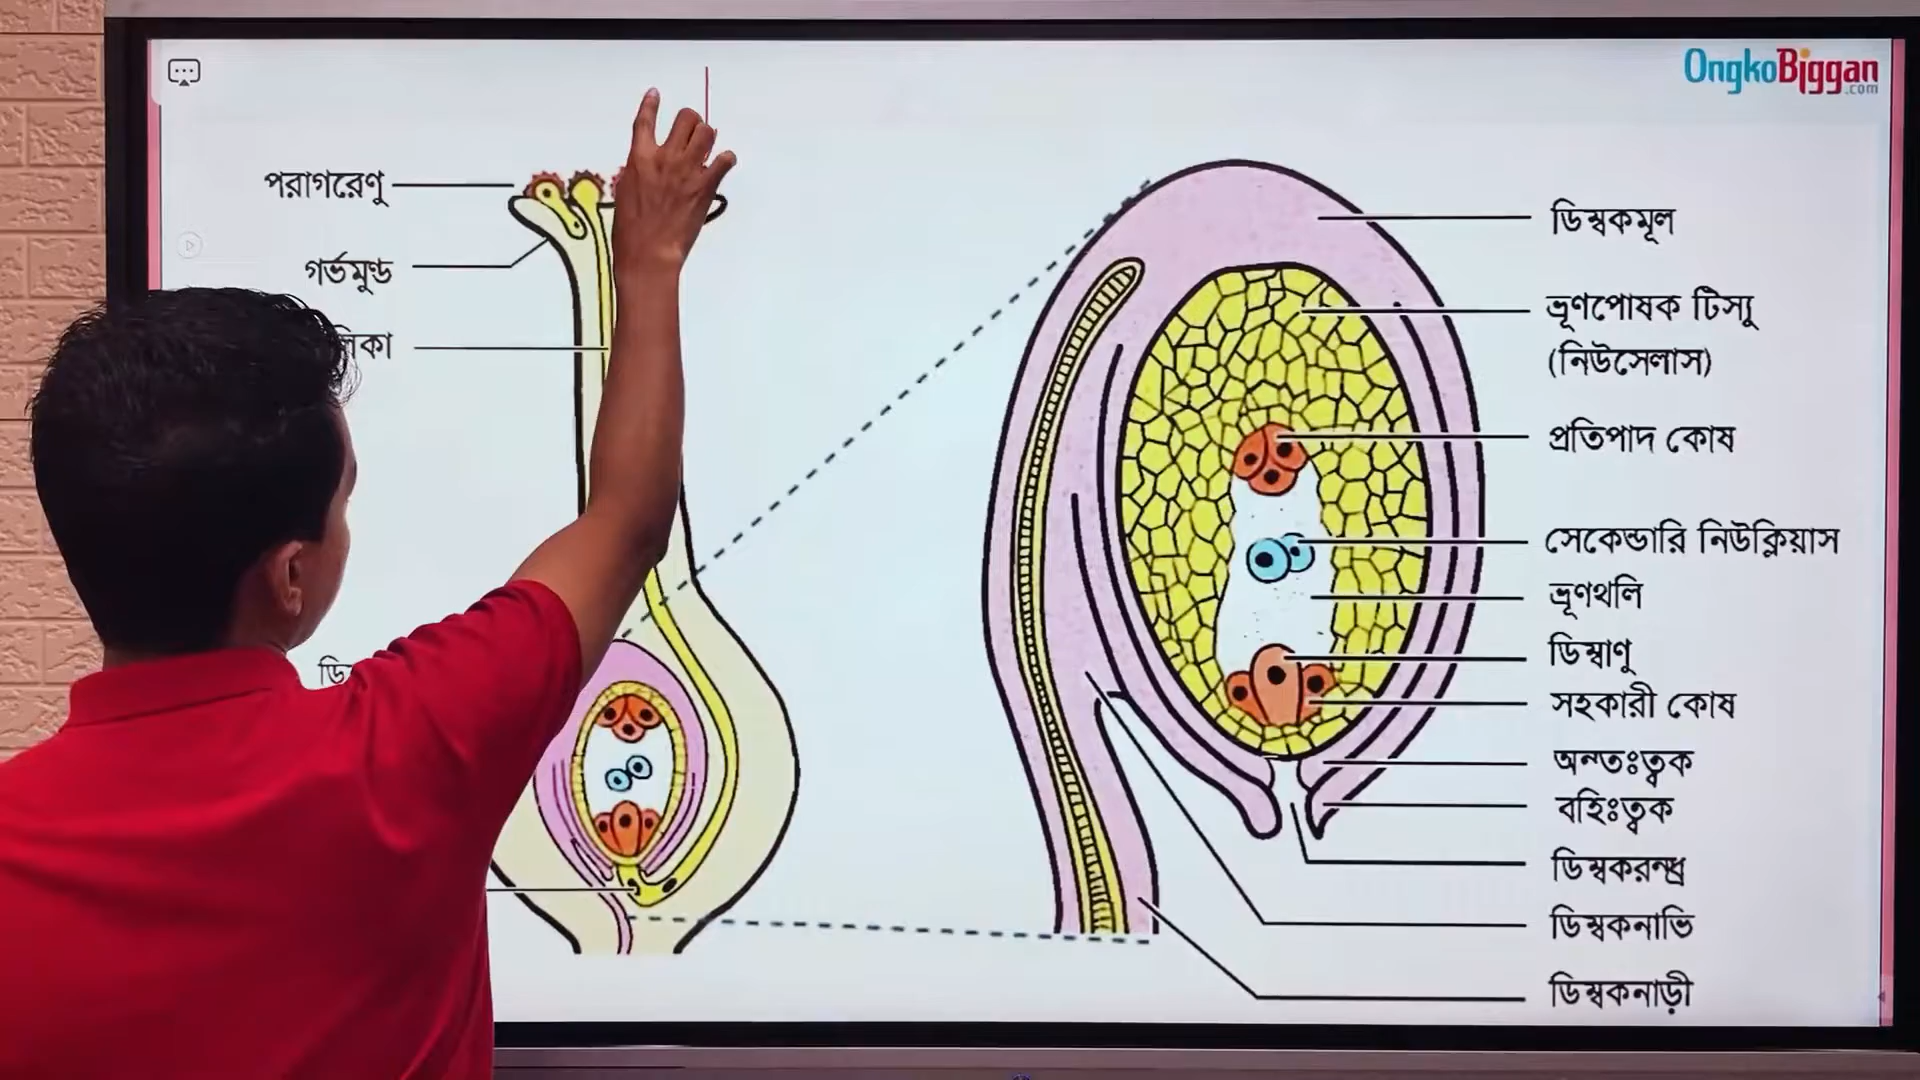 OngkoBiggan
.com
পরাগরেণু
গর্ভমুণ্ড
ডিম্বকমূল
ভ্রূণপোষক টিস্যু
(নিউসেলাস)
প্রতিপাদ কোষ
সেকেন্ডারি নিউক্লিয়াস
ভ্রূণথলি
ডিম্বাণু
সহকারী কোষ
অন্তঃত্বক
বহিঃত্বক
ডিম্বকরন্ধ্র
ডিম্বকনাভি
ডিম্বকনাড়ী